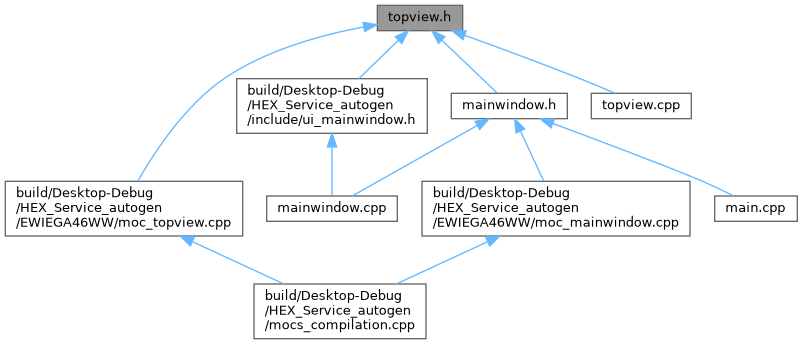 topview.h
build/Desktop-Debug
/HEX_Service_autogen
/include/ui_mainwindow.h
mainwindow.h
topview.cpp
build/Desktop-Debug
/HEX_Service_autogen
/EWIEGA46WW/moc_topview.cpp
mainwindow.cpp
build/Desktop-Debug
/HEX_Service_autogen
/EWIEGA46WW/moc_mainwindow.cpp
main.cpp
build/Desktop-Debug
/HEX_Service_autogen
/mocs_compilation.cpp